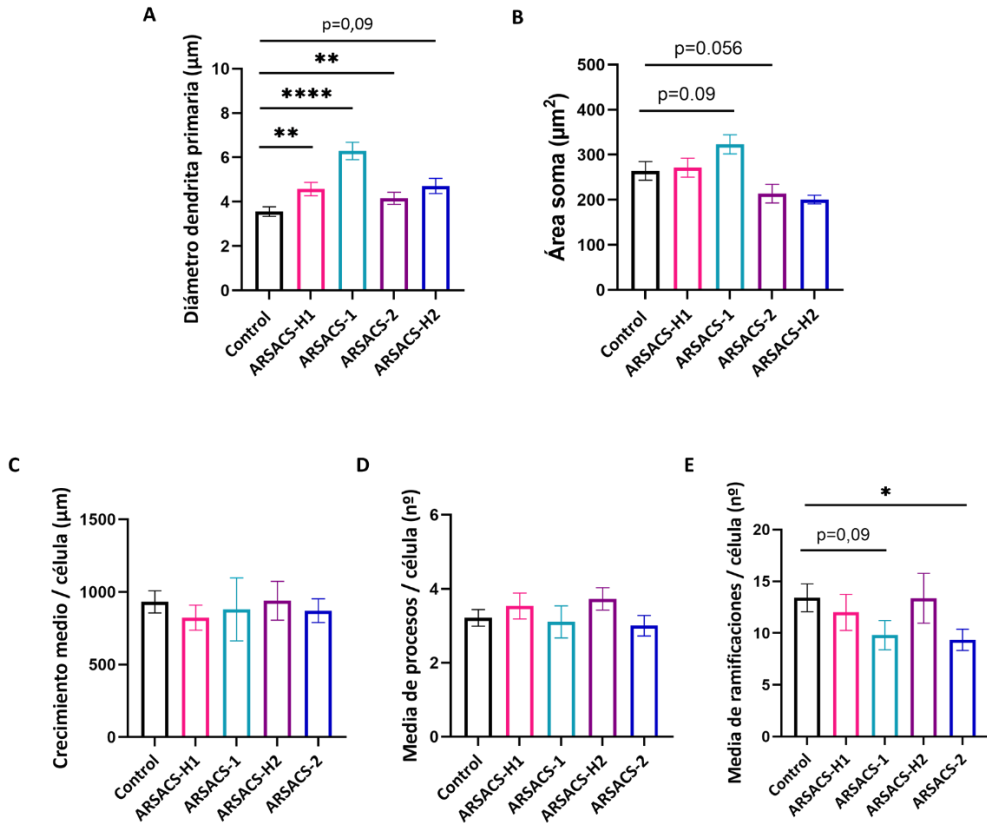 A
Diámetro dendrita primaria (µm)
p=0,09
**
****
**
10
8
6
4
2
0
Control
ARSACS-H1
ARSACS-1
ARSACS-2
ARSACS-H2
B
Área soma (µm²)
p=0.056
p=0.09
500
400
300
200
100
0
Control
ARSACS-H1
ARSACS-1
ARSACS-2
ARSACS-H2
C
Crecimiento medio / célula (µm)
1500
1000
500
0
Control
ARSACS-H1
ARSACS-1
ARSACS-H2
ARSACS-2
D
Media de procesos / célula (nº)
6
4
2
0
Control
ARSACS-H1
ARSACS-1
ARSACS-H2
ARSACS-2
E
Media de ramificaciones / célula (nº)
*
p=0,09
20
15
10
5
0
Control
ARSACS-H1
ARSACS-1
ARSACS-H2
ARSACS-2